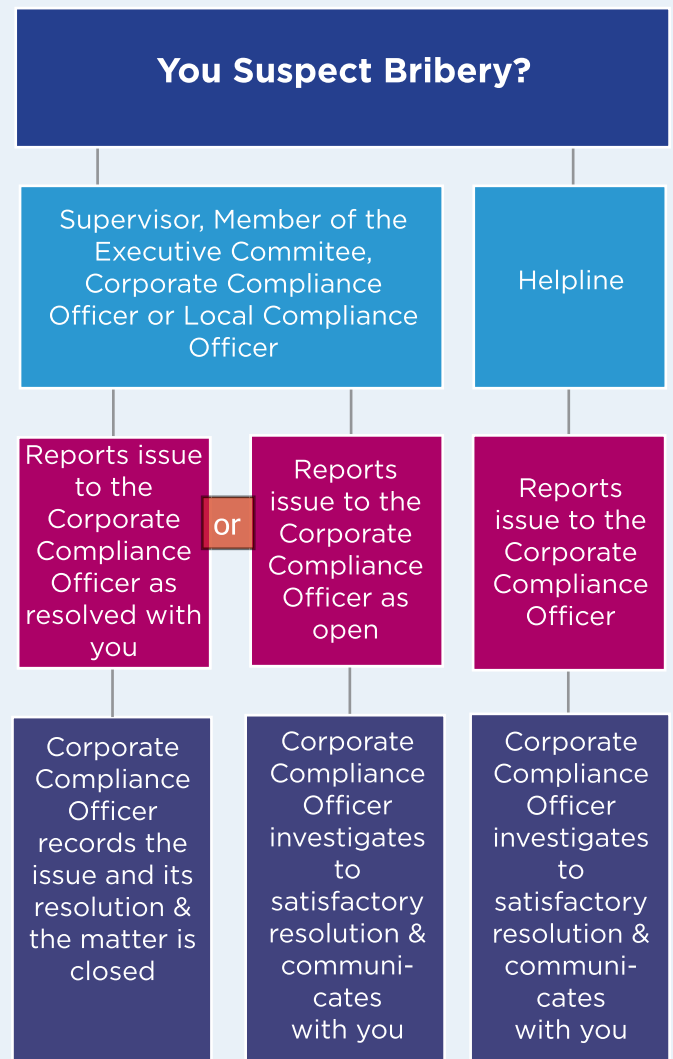 You Suspect Bribery?
Supervisor, Member of the
Executive Commitee,
Corporate Compliance
Officer or Local Compliance
Officer
Helpline
Reports issue
to the
Corporate
Compliance
Officer as
resolved with
you
or
Reports
issue to the
Corporate
Compliance
Officer as
open
Reports
issue to the
Corporate
Compliance
Officer
Corporate
Compliance
Officer
records the
issue and its
resolution &
the matter is
closed
Corporate
Compliance
Officer
investigates
to
satisfactory
resolution &
communi-
cates
with you
Corporate
Compliance
Officer
investigates
to
satisfactory
resolution &
communi-
cates
with you